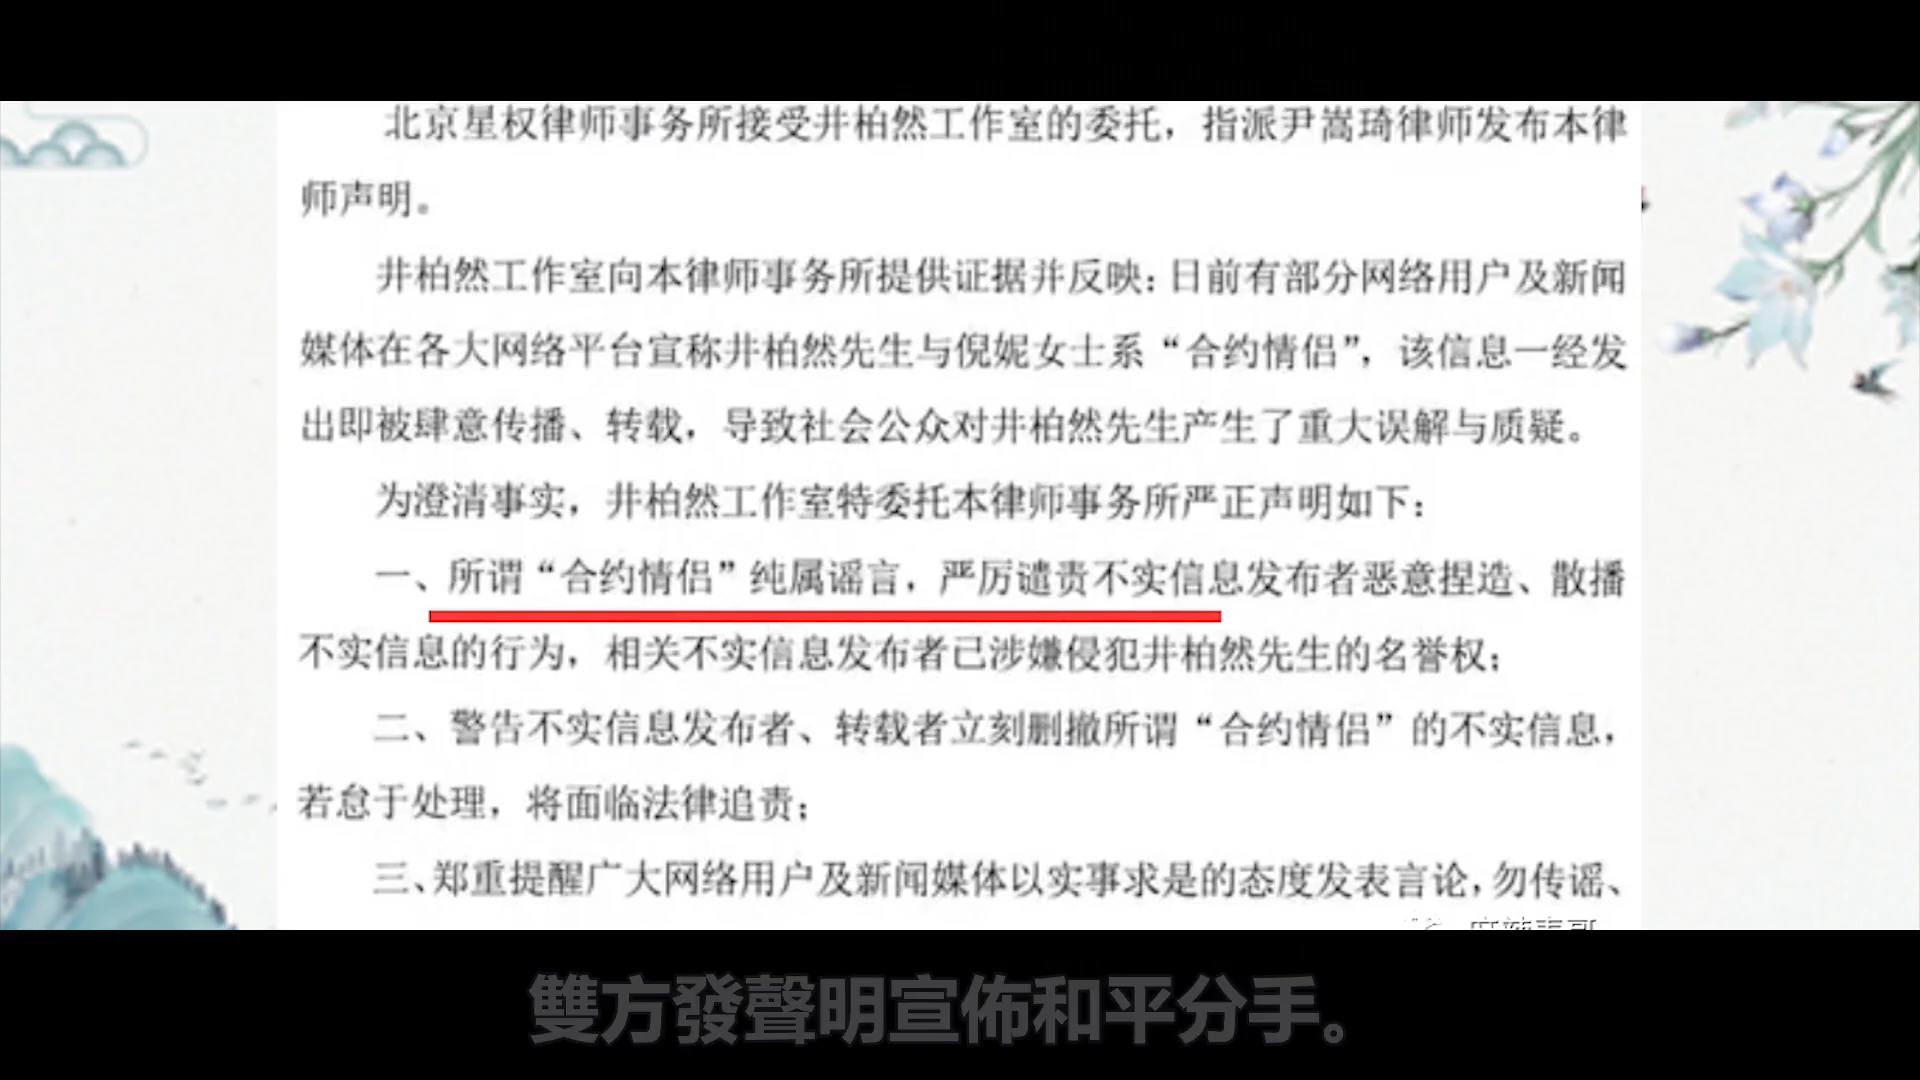 北京星权律师事务所接受井柏然工作室的委托，指派尹嵩琦律师发布本律
师声明。
井柏然工作室向本律师事务所提供证据并反映：日前有部分网络用户及新闻
媒体在各大网络平台宣称井柏然先生与倪妮女士系“合约情侣”，该信息一经发
出即被肆意传播、转载，导致社会公众对井柏然先生产生了重大误解与质疑。
为澄清事实，井柏然工作室特委托本律师事务所严正声明如下：
一、所谓“合约情侣”纯属谣言，严厉谴责不实信息发布者恶意捏造、散播
不实信息的行为，相关不实信息发布者已涉嫌侵犯井柏然先生的名誉权；
二、警告不实信息发布者、转载者立刻删撤所谓“合约情侣”的不实信息，
若怠于处理，将面临法律追责；
三、郑重提醒广大网络用户及新闻媒体以实事求是的态度发表言论，勿传谣、
雙方發聲明宣佈和平分手。